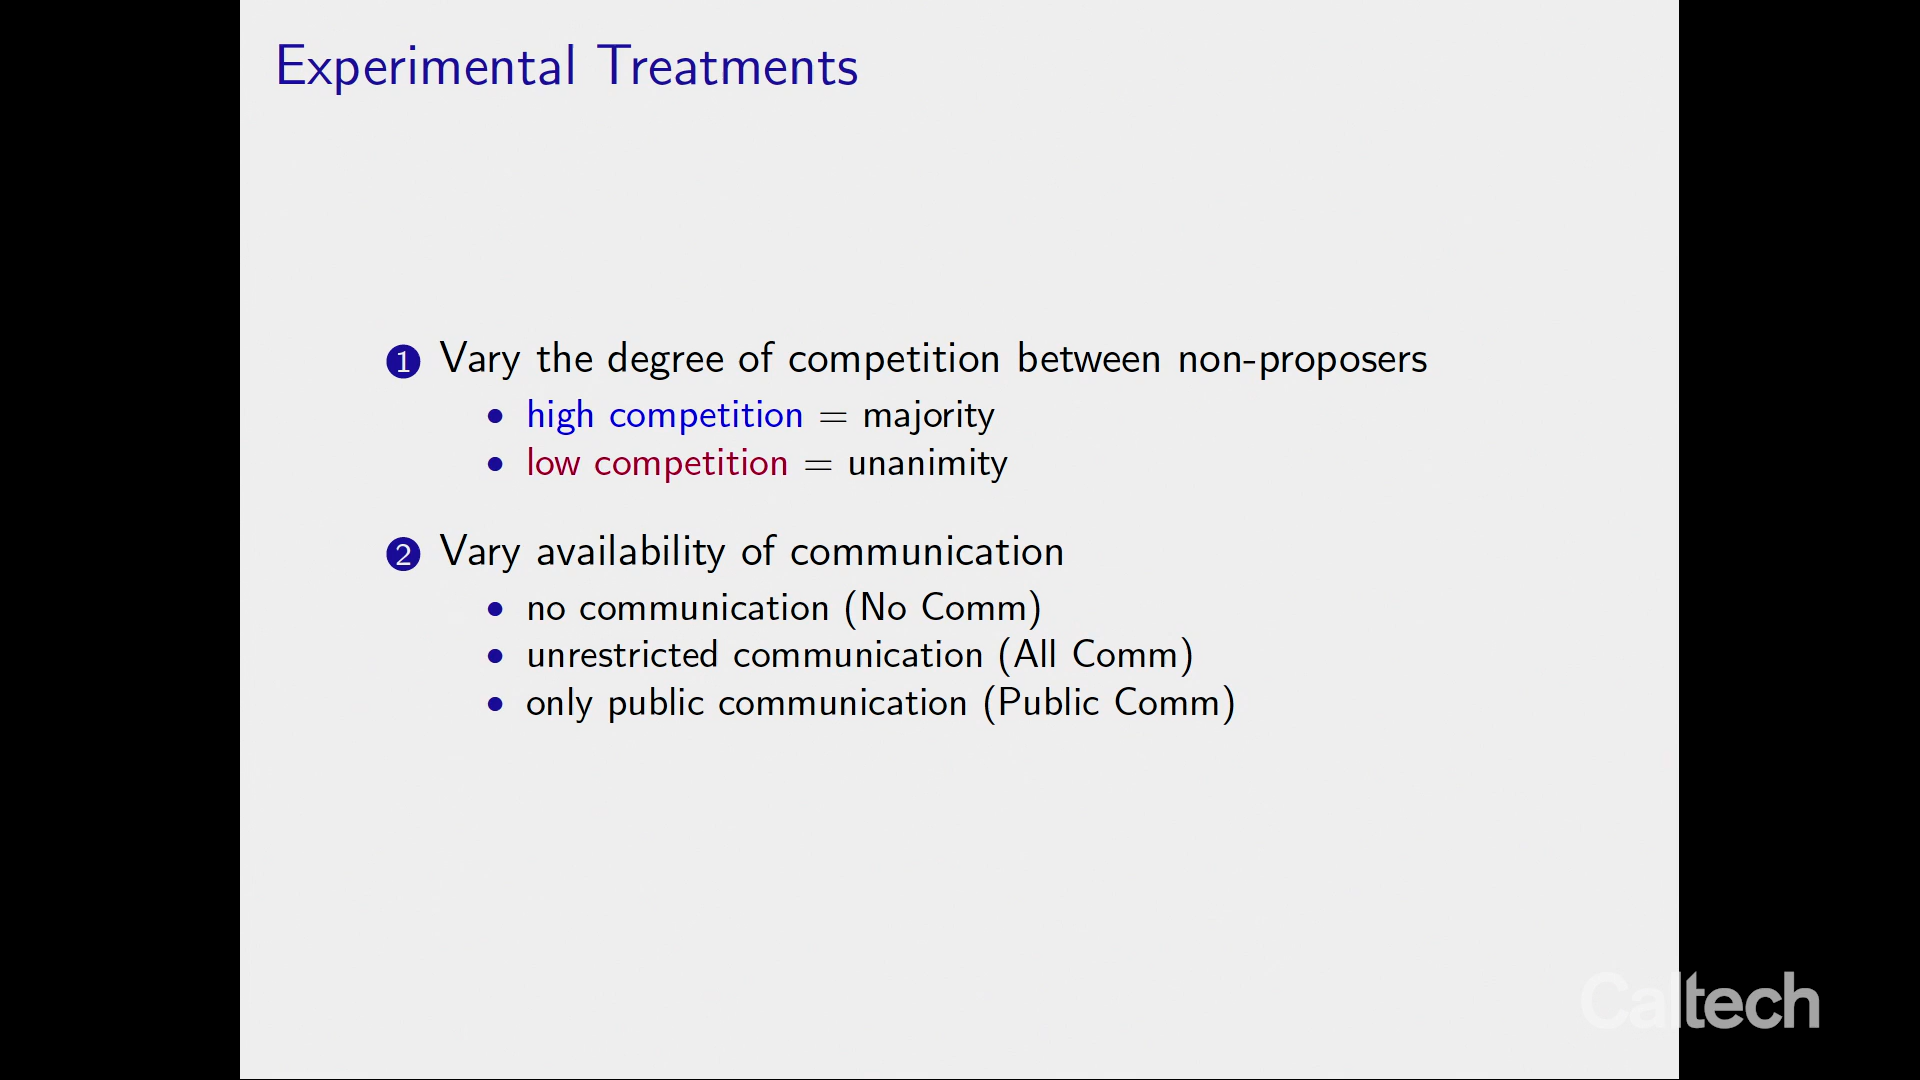 Experimental Treatments
1 Vary the degree of competition between non-proposers
• high competition = majority
• low competition = unanimity
2 Vary availability of communication
• no communication (No Comm)
• unrestricted communication (All Comm)
• only public communication (Public Comm)
Caltech